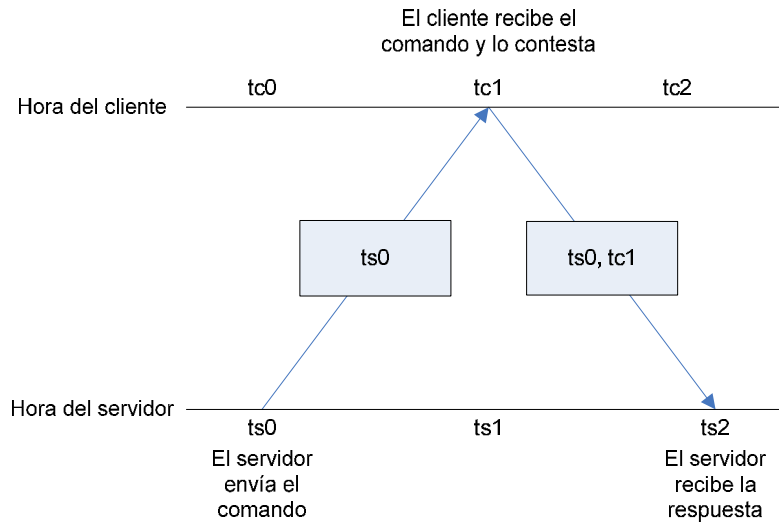 El cliente recibe el
comando y lo contesta
tc0
tc1
tc2
Hora del cliente
ts0
ts0, tc1
Hora del servidor
ts0
ts1
ts2
El servidor
envía el
comando
El servidor
recibe la
respuesta